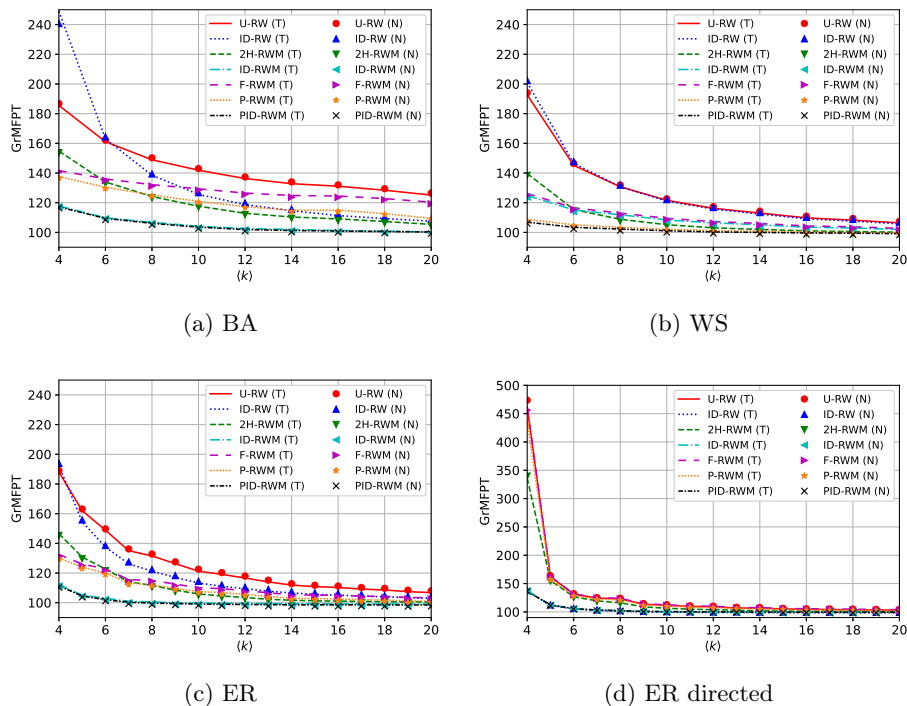 GrMFPT
240
220
200
180
160
140
120
100
4 6 8 10 12 14 16 18 20
⟨k⟩
U-RW (T) U-RW (N)
ID-RW (T) ID-RW (N)
2H-RWM (T) 2H-RWM (N)
ID-RWM (T) ID-RWM (N)
F-RWM (T) F-RWM (N)
P-RWM (T) P-RWM (N)
PID-RWM (T) PID-RWM (N)
(a) BA
GrMFPT
240
220
200
180
160
140
120
100
4 6 8 10 12 14 16 18 20
⟨k⟩
U-RW (T) U-RW (N)
ID-RW (T) ID-RW (N)
2H-RWM (T) 2H-RWM (N)
ID-RWM (T) ID-RWM (N)
F-RWM (T) F-RWM (N)
P-RWM (T) P-RWM (N)
PID-RWM (T) PID-RWM (N)
(b) WS
GrMFPT
240
220
200
180
160
140
120
100
4 6 8 10 12 14 16 18 20
⟨k⟩
U-RW (T) U-RW (N)
ID-RW (T) ID-RW (N)
2H-RWM (T) 2H-RWM (N)
ID-RWM (T) ID-RWM (N)
F-RWM (T) F-RWM (N)
P-RWM (T) P-RWM (N)
PID-RWM (T) PID-RWM (N)
(c) ER
GrMFPT
500
450
400
350
300
250
200
150
100
4 6 8 10 12 14 16 18 20
⟨k⟩
U-RW (T) U-RW (N)
ID-RW (T) ID-RW (N)
2H-RWM (T) 2H-RWM (N)
ID-RWM (T) ID-RWM (N)
F-RWM (T) F-RWM (N)
P-RWM (T) P-RWM (N)
PID-RWM (T) PID-RWM (N)
(d) ER directed